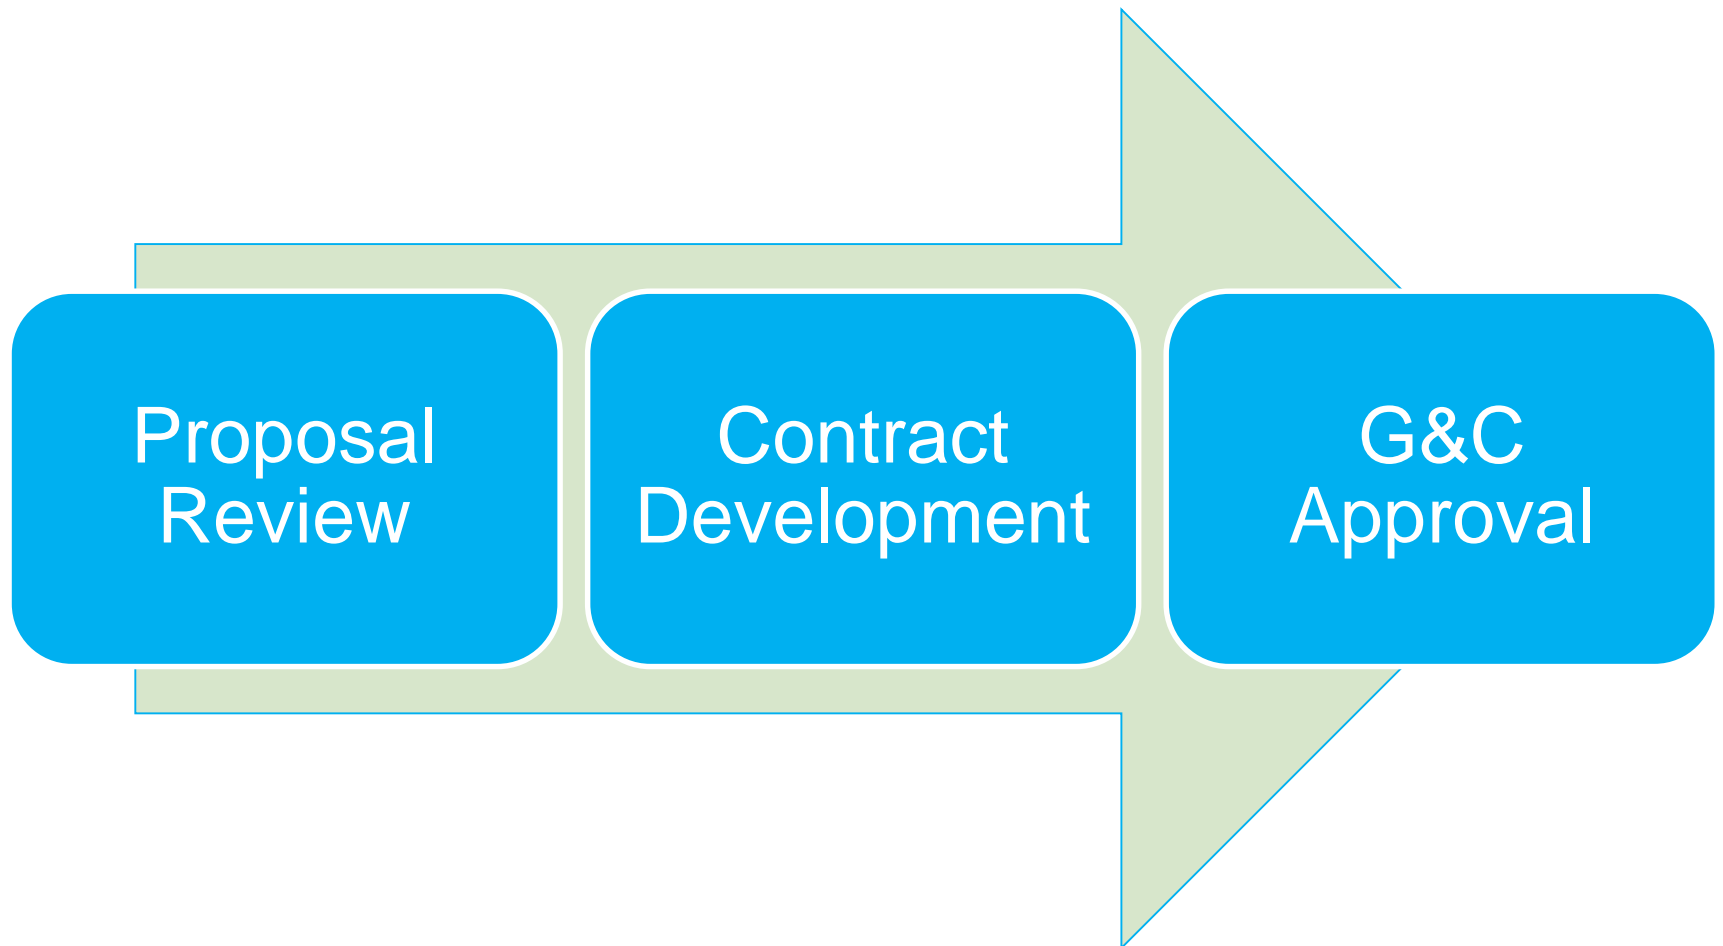 Proposal
Review
Contract
Development
G&C
Approval